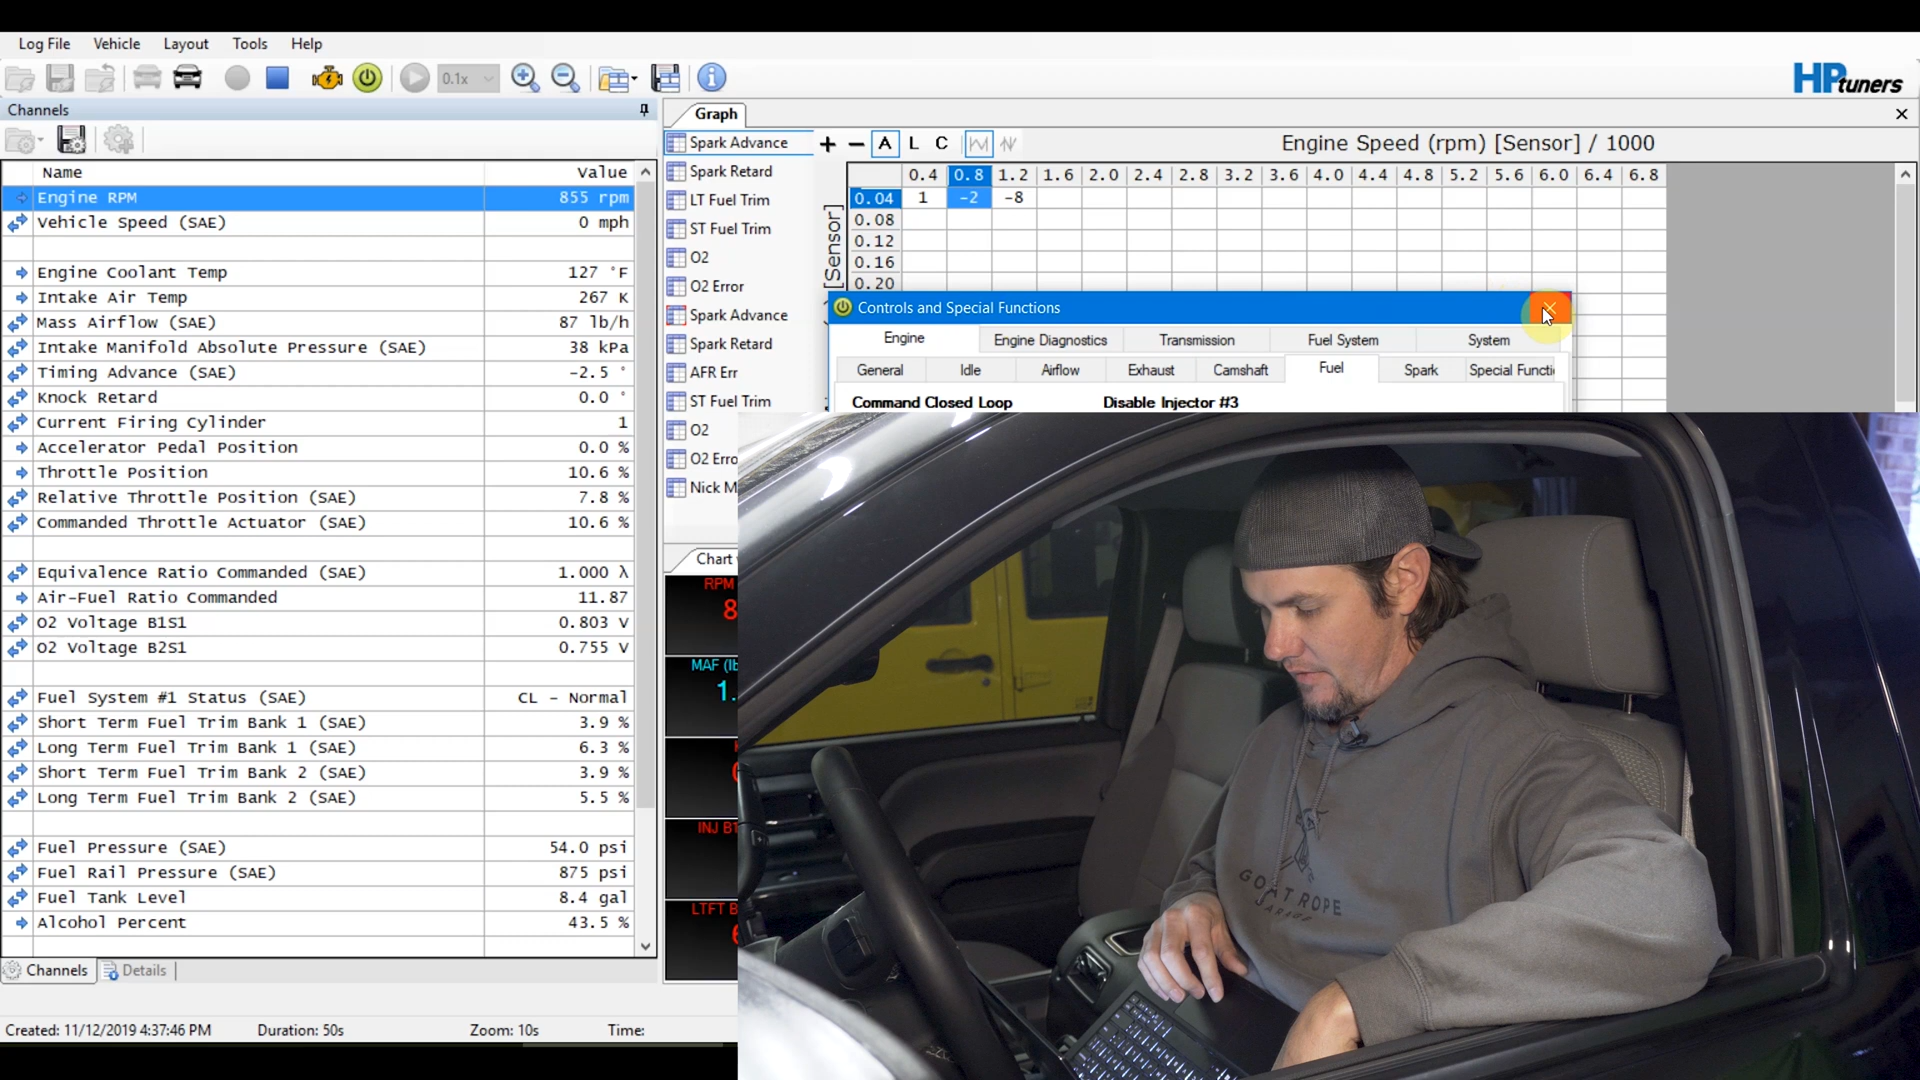 Log File Vehicle Layout Tools Help
0.1x
HPtuners
Channels
Name Value
Engine RPM 855 rpm
Vehicle Speed (SAE) 0 mph
Engine Coolant Temp 127 °F
Intake Air Temp 267 K
Mass Airflow (SAE) 87 lb/h
Intake Manifold Absolute Pressure (SAE) 38 kPa
Timing Advance (SAE) -2.5 °
Knock Retard 0.0 °
Current Firing Cylinder 1
Accelerator Pedal Position 0.0 %
Throttle Position 10.6 %
Relative Throttle Position (SAE) 7.8 %
Commanded Throttle Actuator (SAE) 10.6 %
Equivalence Ratio Commanded (SAE) 1.000 λ
Air-Fuel Ratio Commanded 11.87
O2 Voltage B1S1 0.803 V
O2 Voltage B2S1 0.755 V
Fuel System #1 Status (SAE) CL - Normal
Short Term Fuel Trim Bank 1 (SAE) 3.9 %
Long Term Fuel Trim Bank 1 (SAE) 6.3 %
Short Term Fuel Trim Bank 2 (SAE) 3.9 %
Long Term Fuel Trim Bank 2 (SAE) 5.5 %
Fuel Pressure (SAE) 54.0 psi
Fuel Rail Pressure (SAE) 875 psi
Fuel Tank Level 8.4 gal
Alcohol Percent 43.5 %
Channels Details
Created: 11/12/2019 4:37:46 PM Duration: 50s Zoom: 10s Time:
Graph
Spark Advance
Spark Retard
LT Fuel Trim
ST Fuel Trim
O2
O2 Error
Spark Advance
Spark Retard
AFR Err
ST Fuel Trim
O2
O2 Erro
Nick M
A L C
Engine Speed (rpm) [Sensor] / 1000
[Sensor]
0.4 0.8 1.2 1.6 2.0 2.4 2.8 3.2 3.6 4.0 4.4 4.8 5.2 5.6 6.0 6.4 6.8
0.04 1 -2 -8
0.08
0.12
0.16
0.20
Controls and Special Functions
Engine Engine Diagnostics Transmission Fuel System System
General Idle Airflow Exhaust Camshaft Fuel Spark Special Functi
Command Closed Loop Disable Injector #3
Chart
RPM
8
MAF (lb
1.
INJ B1
LTFT B
6
GOAT ROPE
GARAGE